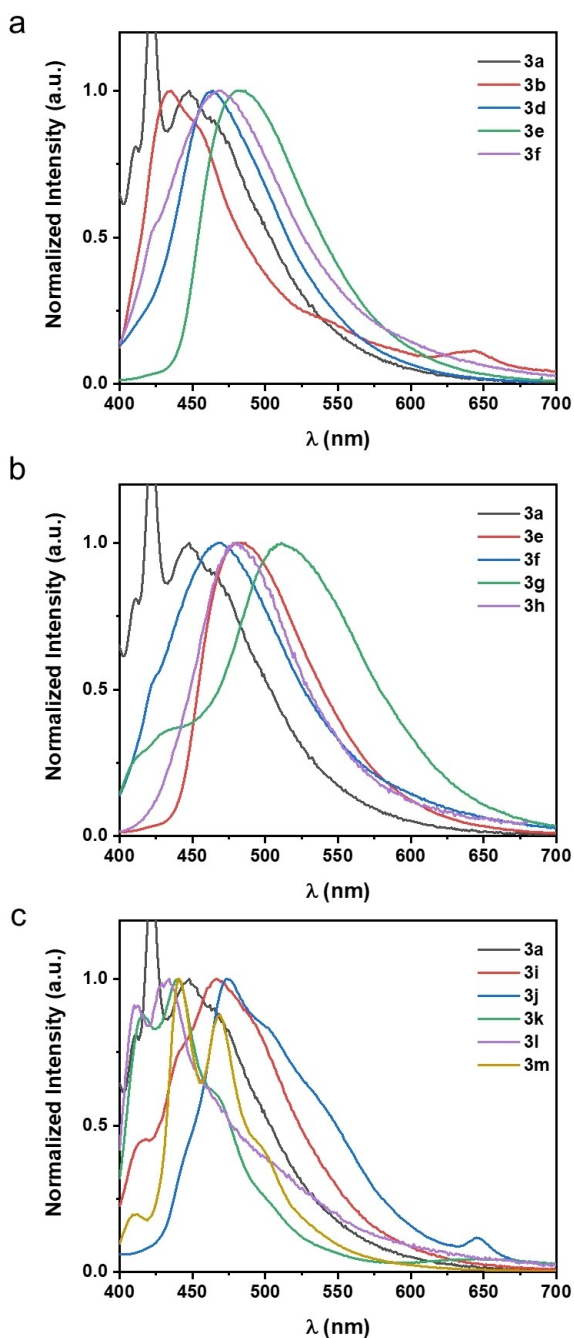 a
Normalized Intensity (a.u.)
1.0
0.5
0.0
3a
3b
3d
3e
3f
400 450 500 550 600 650 700
λ (nm)
b
Normalized Intensity (a.u.)
1.0
0.5
0.0
3a
3e
3f
3g
3h
400 450 500 550 600 650 700
λ (nm)
c
Normalized Intensity (a.u.)
1.0
0.5
0.0
3a
3i
3j
3k
3l
3m
400 450 500 550 600 650 700
λ (nm)